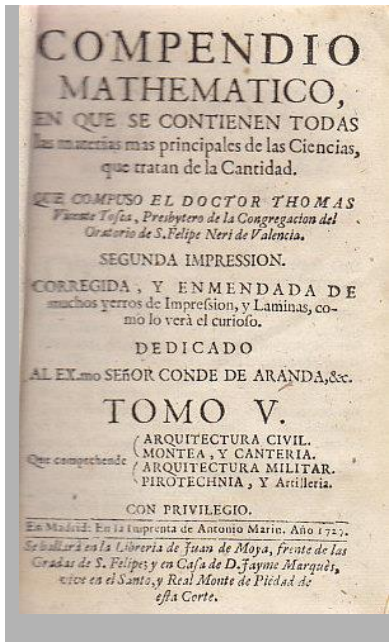 COMPENDIO
MATHEMATICO,
EN QUE SE CONTIENEN TODAS
las materias mas principales de las Ciencias,
que tratan de la Cantidad.
QUE COMPUSO EL DOCTOR THOMAS
Vicente Tosca, Presbytero de la Congregacion del
Oratorio de S. Felipe Neri de Valencia.
SEGUNDA IMPRESSION.
CORREGIDA, Y ENMENDADA DE
muchos yerros de Impreſsion, y Laminas, co-
mo lo verà el curioſo.
DEDICADO
AL EX.mo SEñOR CONDE DE ARANDA,&c.
TOMO V.
Que comprehende
ARQUITECTURA CIVIL.
MONTEA, Y CANTERIA.
ARQUITECTURA MILITAR.
PIROTECHNIA, Y Artilleria.
CON PRIVILEGIO.
En Madrid: En la Imprenta de Antonio Marin. Año 1727.
Se hallarà en la Libreria de Juan de Moya, frente de las
Gradas de S. Felipe; y en Caſa de D. Jayme Marquès,
vive en el Santo, y Real Monte de Piedad de
eſta Corte.